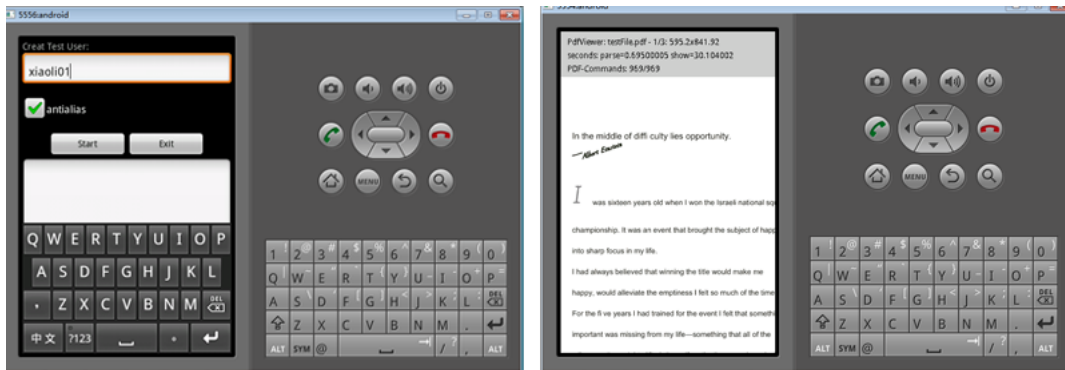 5556:android
Creat Test User:
xiaoli01
antialias
Start Exit
Q W E R T Y U I O P
A S D F G H J K L
, Z X C V B N M DEL
中文 ?123 .
MENU
1 ! 2 @ 3 # 4 $ 5 % 6 ^ 7 & 8 * 9 ( 0 )
Q | W ~ E " R ` T { Y } U _ I - O + P =
A S \ D ' F [ G ] H < J > K ; L : DEL
Z X C V B N M .
ALT SYM @ / ? , ALT
5554:android
PdfViewer: testFile.pdf - 1/3: 595.2x841.92
seconds: parse=0.69500005 show=30.104002
PDF-Commands: 969/969
In the middle of diffi culty lies opportunity.
—Albert Einstein
I was sixteen years old when I won the Israeli national squ
championship. It was an event that brought the subject of happ
into sharp focus in my life.
I had always believed that winning the title would make me
happy, would alleviate the emptiness I felt so much of the time
For the fi ve years I had trained for the event I felt that somethi
important was missing from my life—something that all of the
MENU
1 ! 2 @ 3 # 4 $ 5 % 6 ^ 7 & 8 * 9 ( 0 )
Q | W ~ E " R ` T { Y } U _ I - O + P =
A S \ D ' F [ G ] H < J > K ; L : DEL
Z X C V B N M .
ALT SYM @ / ? , ALT